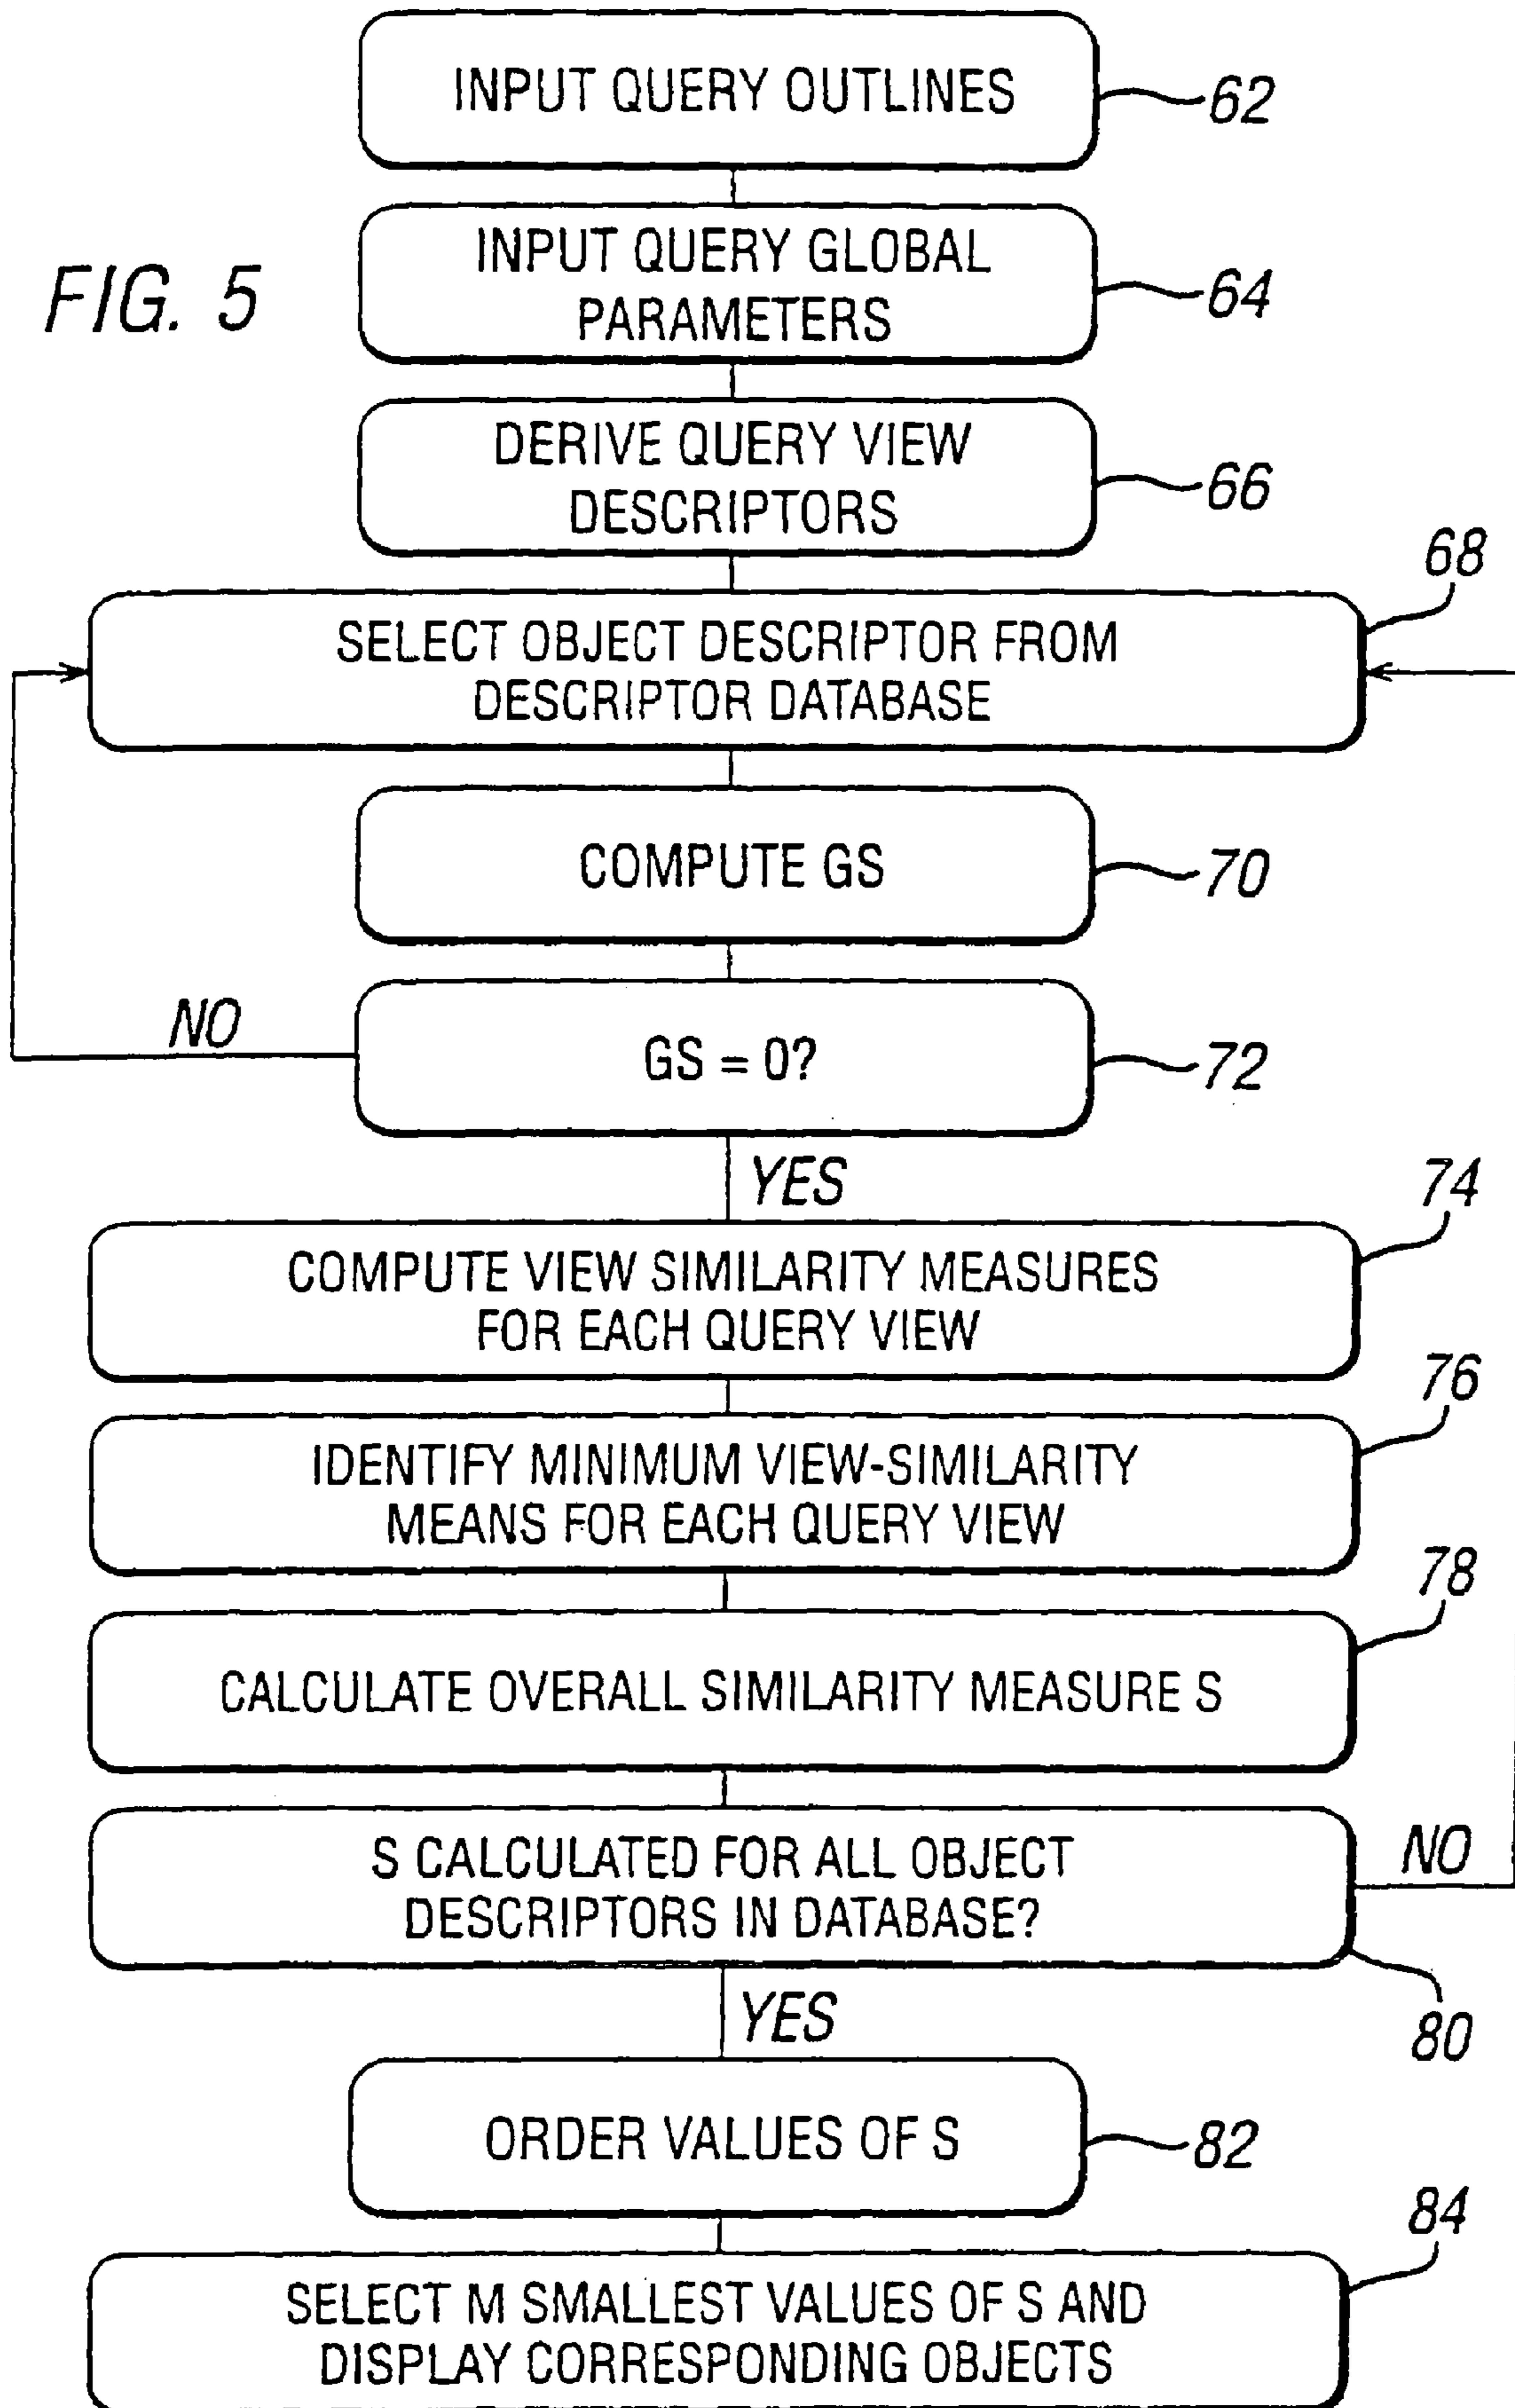 INPUT QUERY OUTLINES
62
FIG. 5
INPUT QUERY GLOBAL
PARAMETERS
64
DERIVE QUERY VIEW
DESCRIPTORS
66
68
SELECT OBJECT DESCRIPTOR FROM
DESCRIPTOR DATABASE
COMPUTE GS
70
NO
GS = 0?
72
YES
74
COMPUTE VIEW SIMILARITY MEASURES
FOR EACH QUERY VIEW
76
IDENTIFY MINIMUM VIEW-SIMILARITY
MEANS FOR EACH QUERY VIEW
78
CALCULATE OVERALL SIMILARITY MEASURE S
S CALCULATED FOR ALL OBJECT
DESCRIPTORS IN DATABASE?
NO
80
YES
ORDER VALUES OF S
82
84
SELECT M SMALLEST VALUES OF S AND
DISPLAY CORRESPONDING OBJECTS